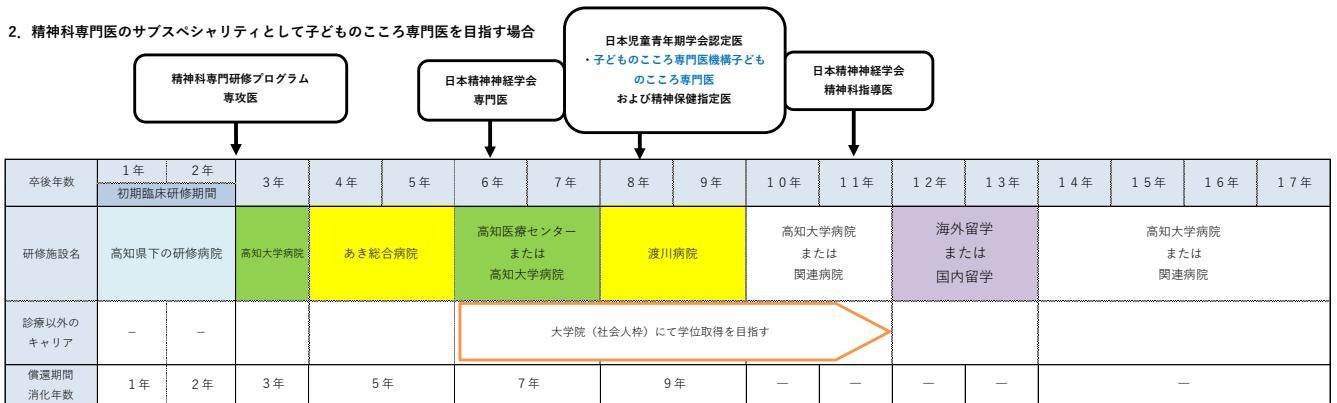 2．精神科専門医のサブスペシャリティとして子どものこころ専門医を目指す場合
精神科専門研修プログラム
専攻医
日本精神神経学会
専門医
日本児童青年期学会認定医
・子どものこころ専門医機構子ども
のこころ専門医
および精神保健指定医
日本精神神経学会
精神科指導医
卒後年数
1年
2年
初期臨床研修期間
3年
4年
5年
6年
7年
8年
9年
10年
11年
12年
13年
14年
15年
16年
17年
研修施設名
高知県下の研修病院
高知大学病院
あき総合病院
高知医療センター
または
高知大学病院
渡川病院
高知大学病院
または
関連病院
海外留学
または
国内留学
高知大学病院
または
関連病院
診療以外の
キャリア
－
－
大学院（社会人枠）にて学位取得を目指す
償還期間
消化年数
1年
2年
3年
5年
7年
9年
―
―
―
―
―